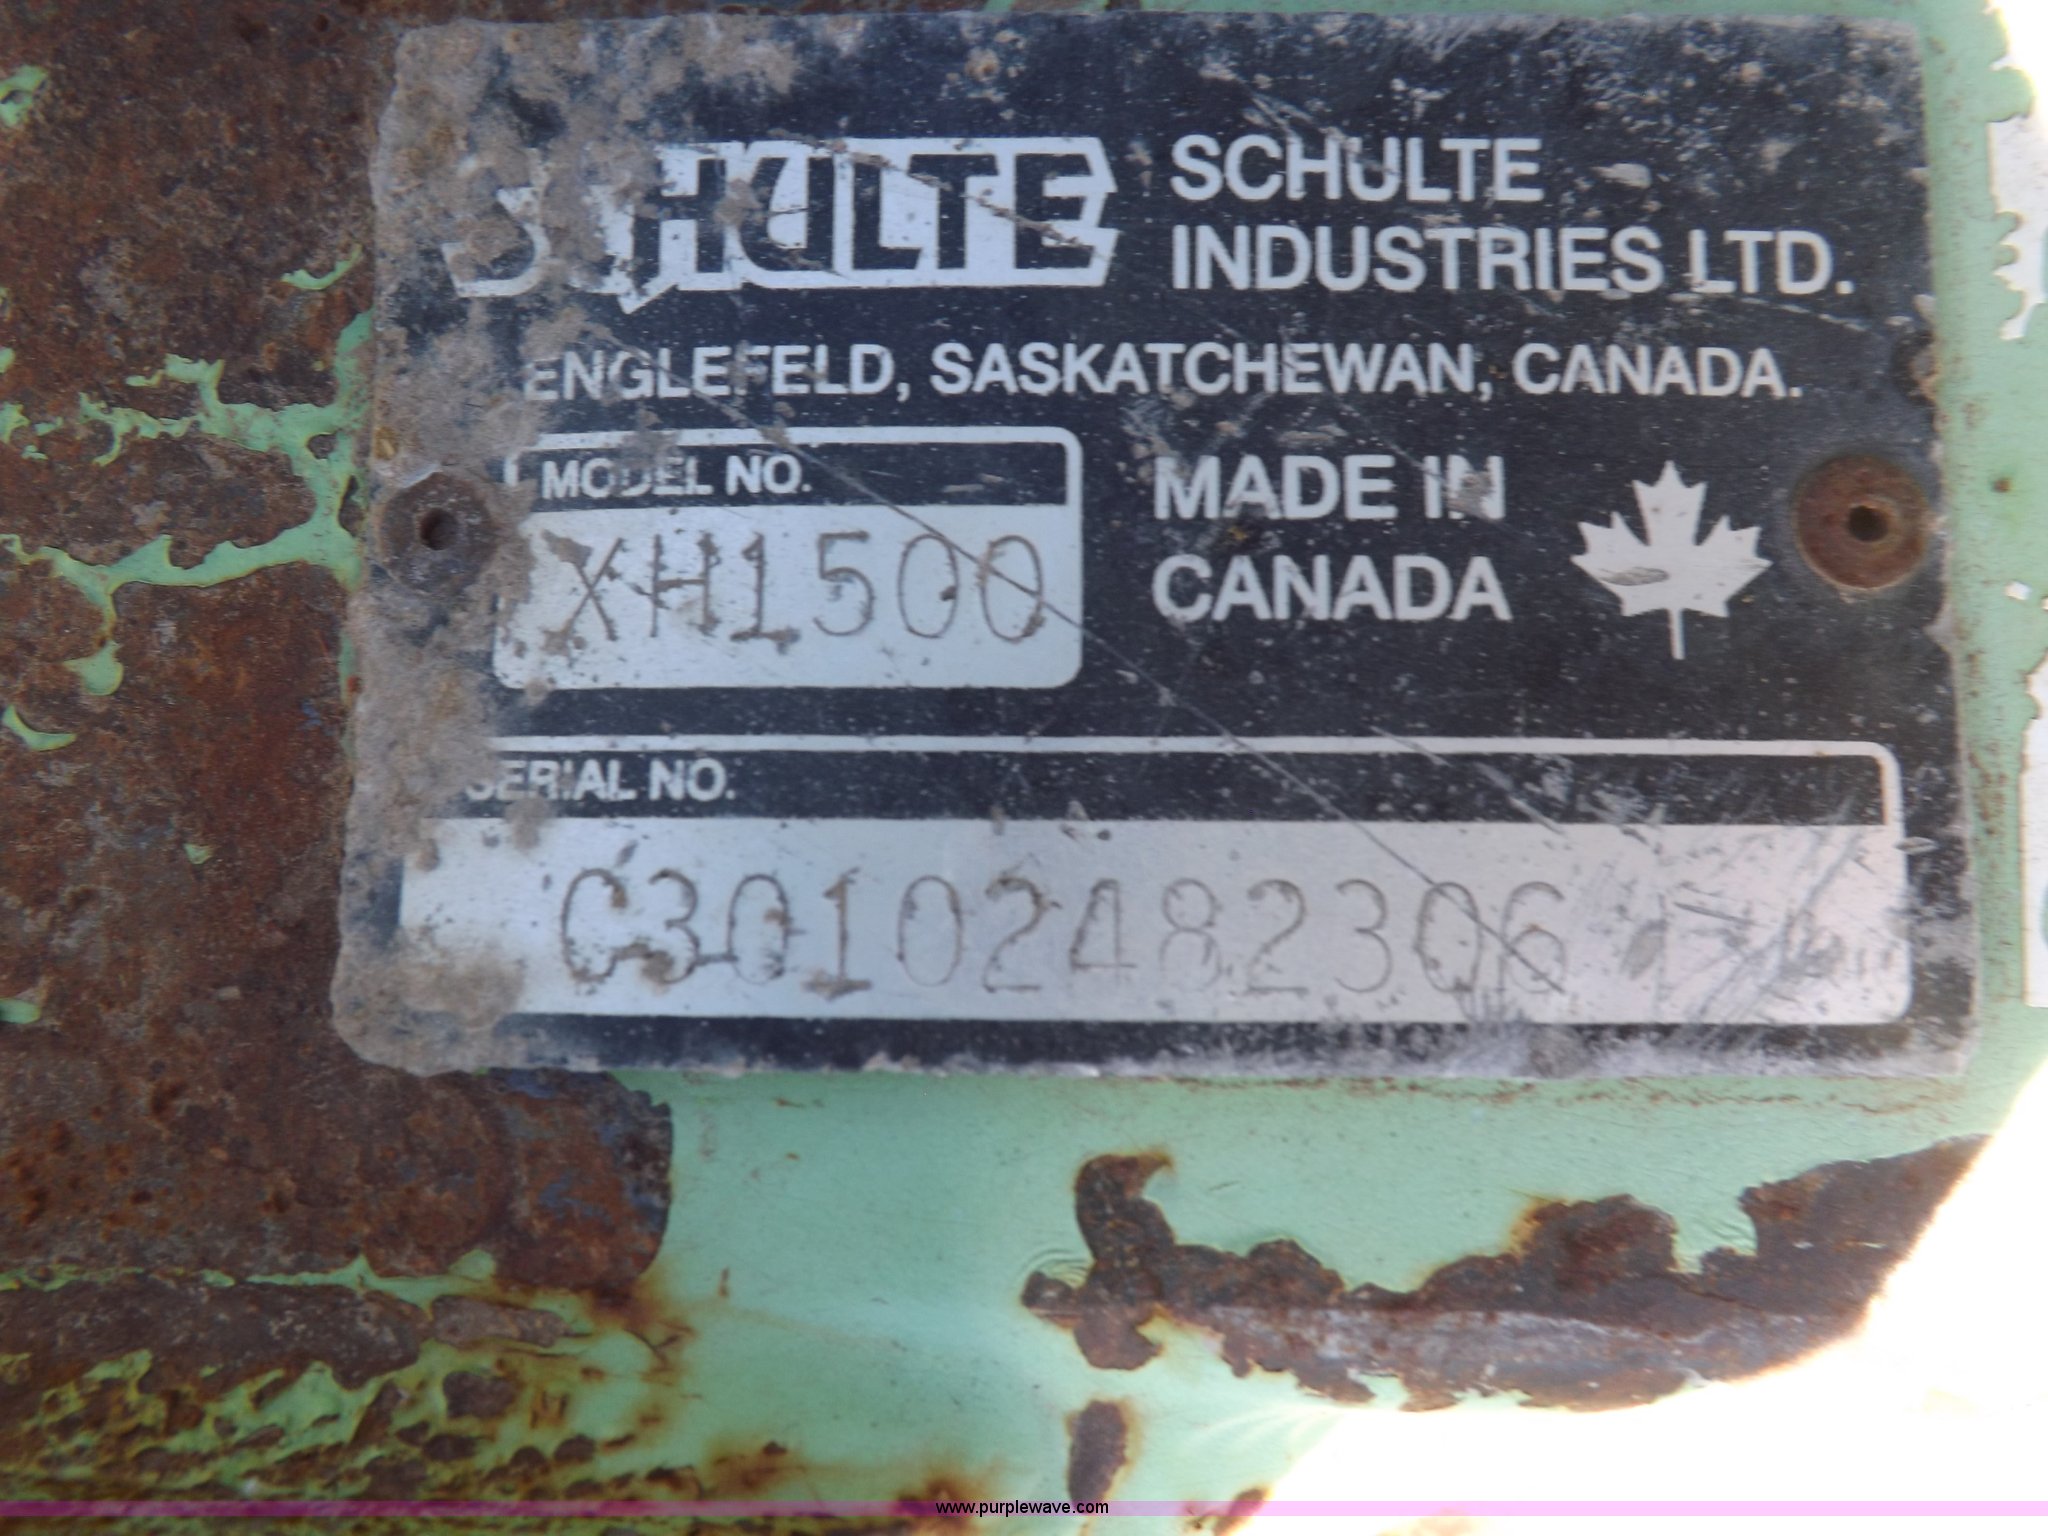 SCHULTE
SCHULTE
INDUSTRIES LTD.
ENGLEFELD, SASKATCHEWAN, CANADA.
MODEL NO.
XH1500
MADE IN
CANADA
SERIAL NO.
C30102482306
www.purplewave.com